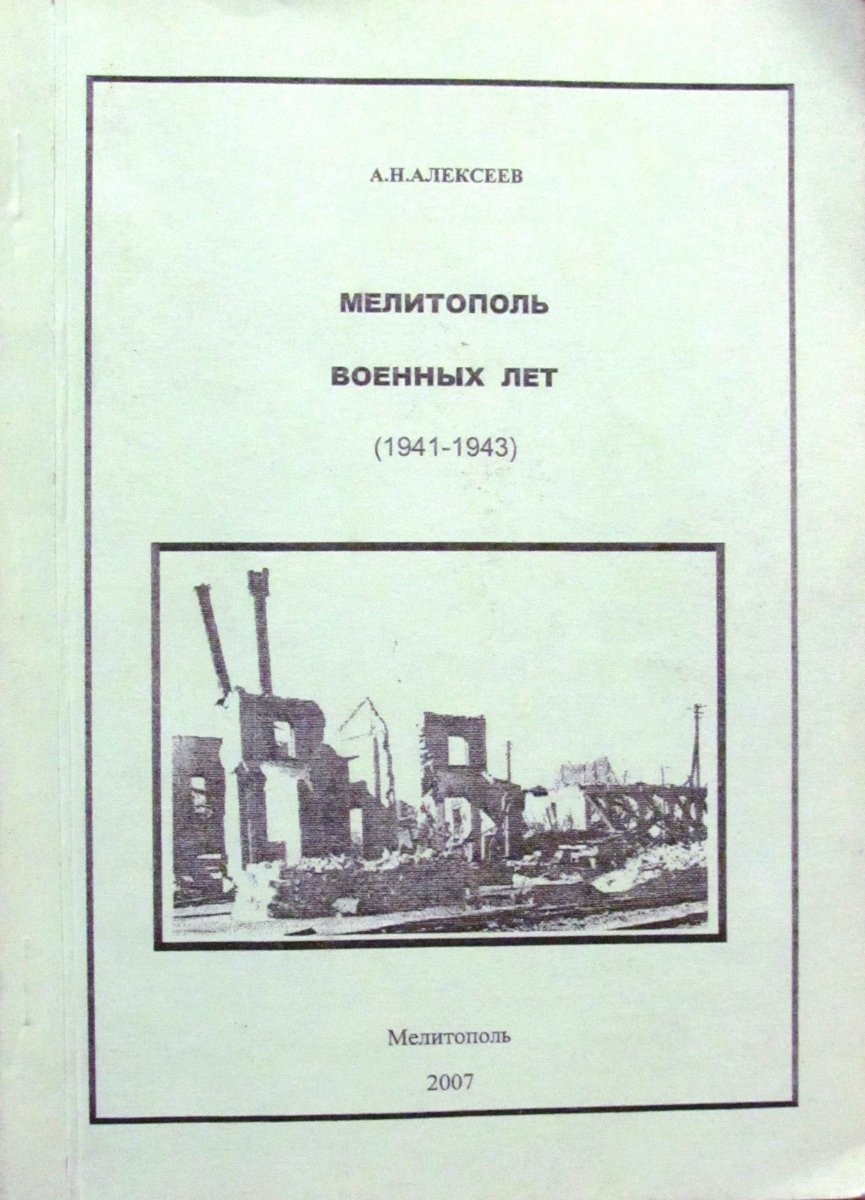 А.Н.АЛЕКСЕЕВ
МЕЛИТОПОЛЬ
ВОЕННЫХ ЛЕТ
(1941-1943)
Мелитополь
2007